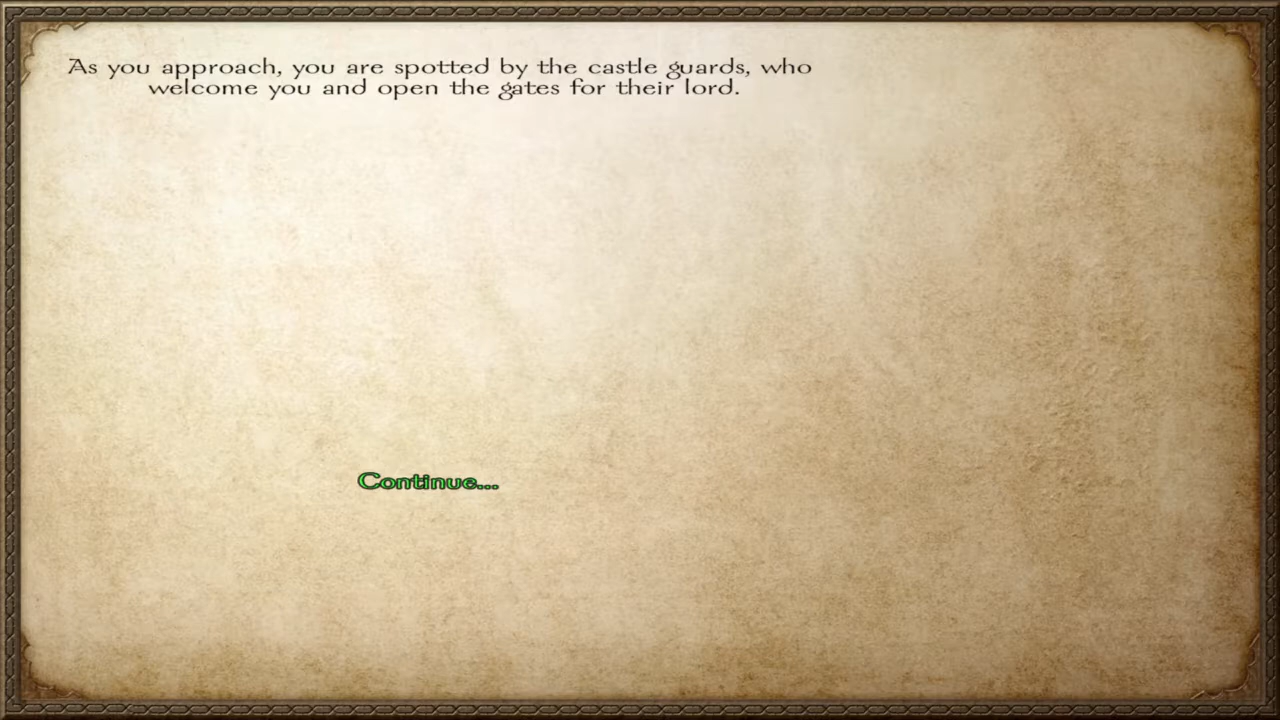 As you approach, you are spotted by the castle guards, who
welcome you and open the gates for their lord.
Continue...